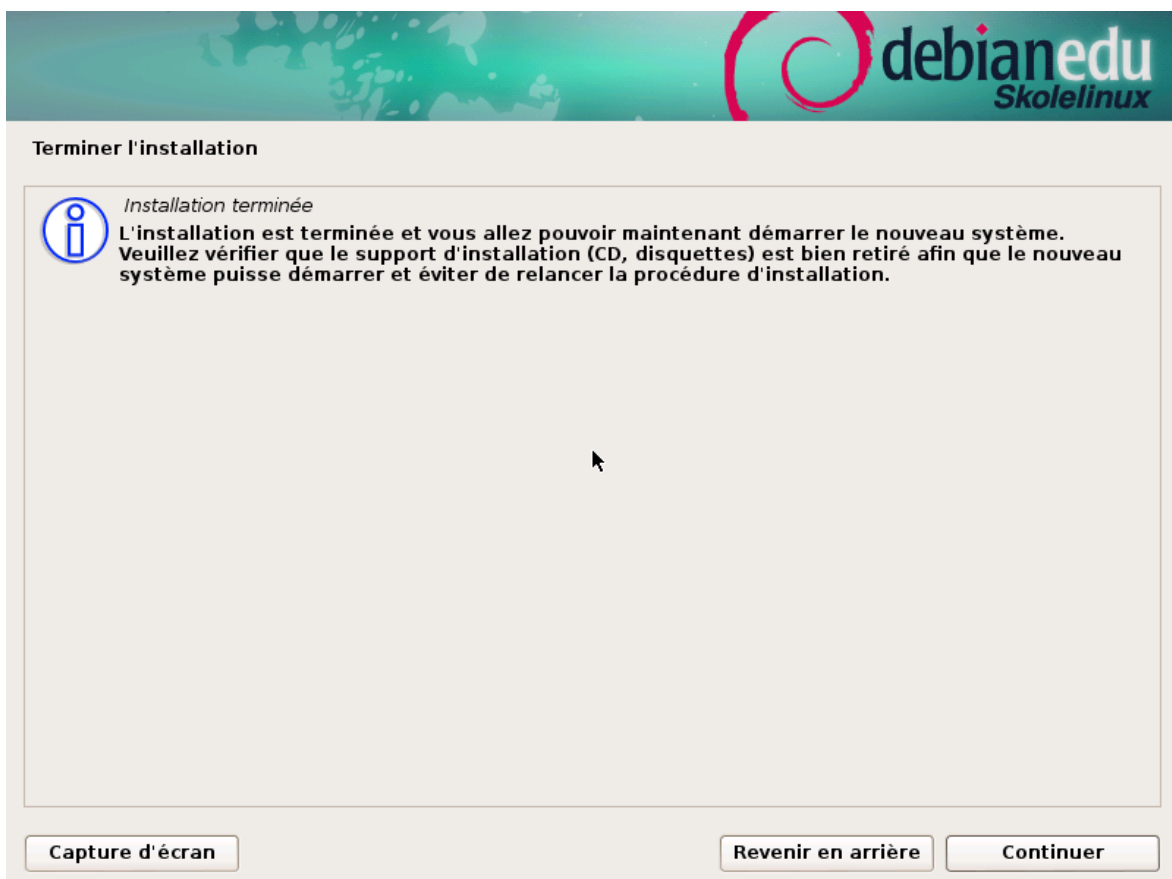 debianedu
Skolelinux
Terminer l'installation
Installation terminée
L'installation est terminée et vous allez pouvoir maintenant démarrer le nouveau système.
Veuillez vérifier que le support d'installation (CD, disquettes) est bien retiré afin que le nouveau
système puisse démarrer et éviter de relancer la procédure d'installation.
Capture d'écran
Revenir en arrière
Continuer